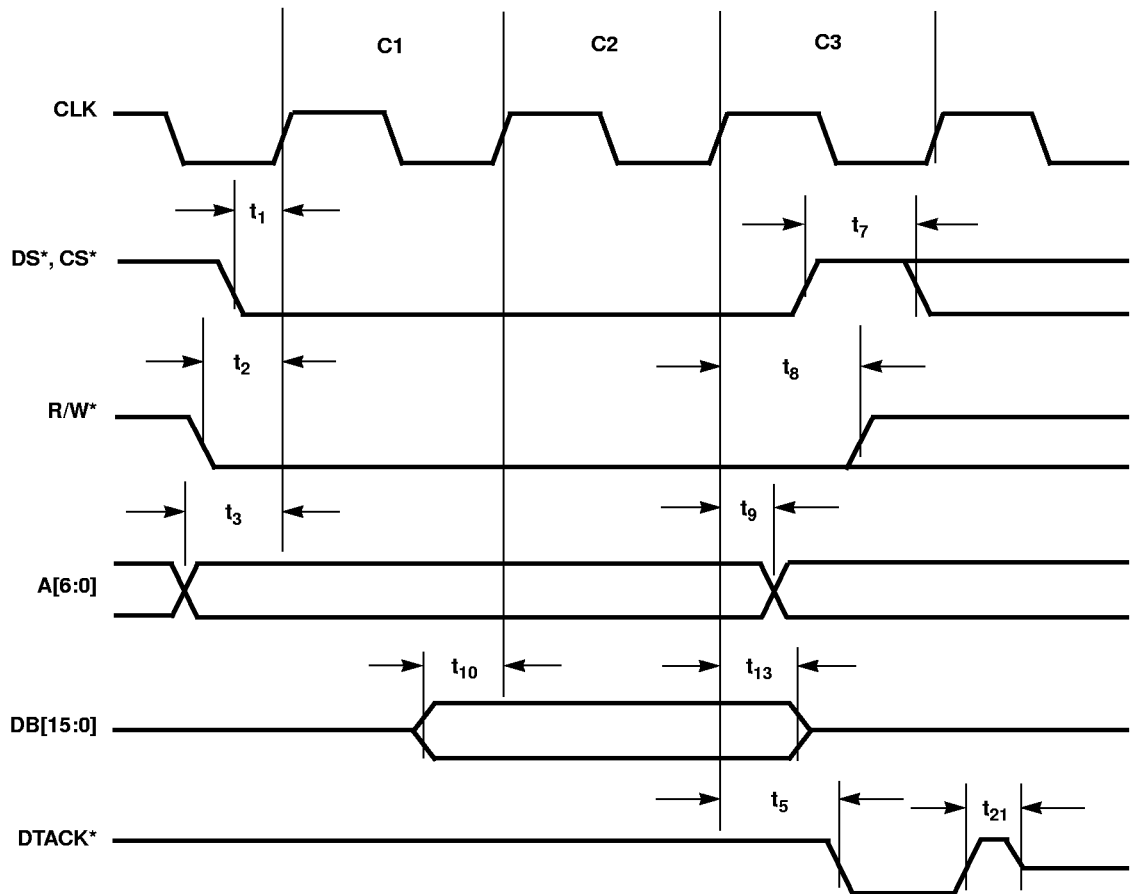 C1 C2 C3
CLK
t1 t7
DS*, CS*
t2 t8
R/W*
t3 t9
A[6:0]
t10 t13
DB[15:0]
t5 t21
DTACK*